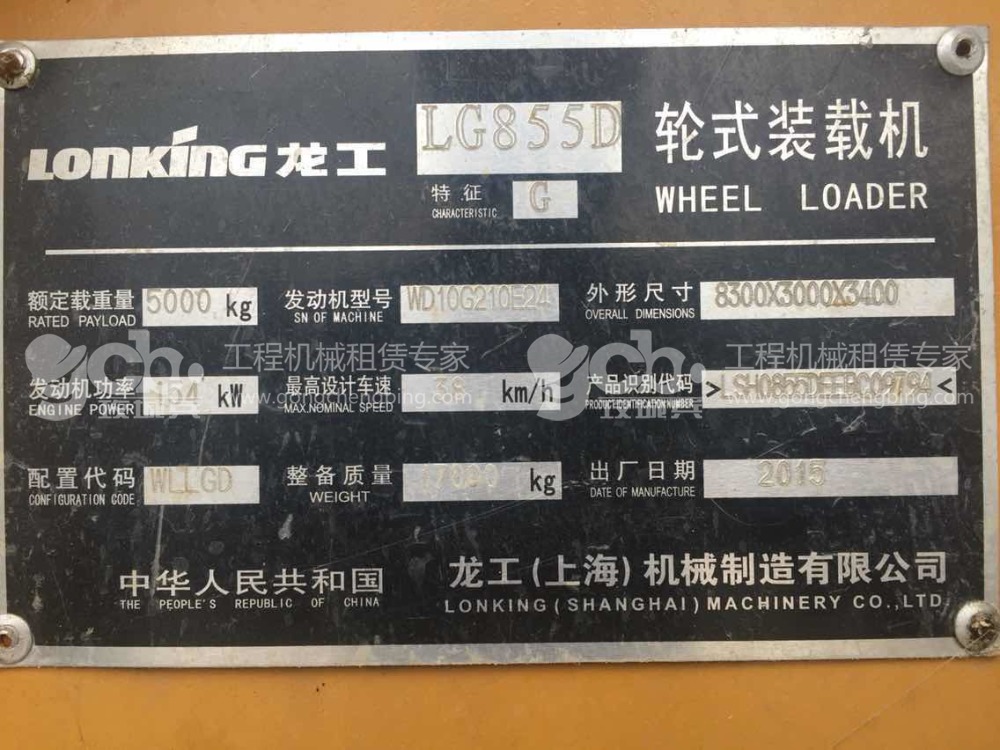 LONKING 龙工 LG855D 轮式装载机
特征 G
CHARACTERISTIC
WHEEL LOADER
额定载重量 5000 kg 发动机型号 WD10G210E24 外形尺寸 8300X3000X3400
RATED PAYLOAD SN OF MACHINE OVERALL DIMENSIONS
工程机械租赁专家 工程机械租赁专家
发动机功率 154 kW 最高设计车速 38 km/h 产品识别代码
ENGINE POWER MAX.NOMINAL SPEED PRODUCT IDENTIFICATION NUMBER
www.gongchengbing.com www.gongchengbing.com
配置代码 WLLGD 整备质量 kg 出厂日期 2015
CONFIGURATION CODE WEIGHT DATE OF MANUFACTURE
中华人民共和国 龙工(上海)机械制造有限公司
THE PEOPLE'S REPUBLIC OF CHINA LONKING(SHANGHAI)MACHINERY CO.,LTD